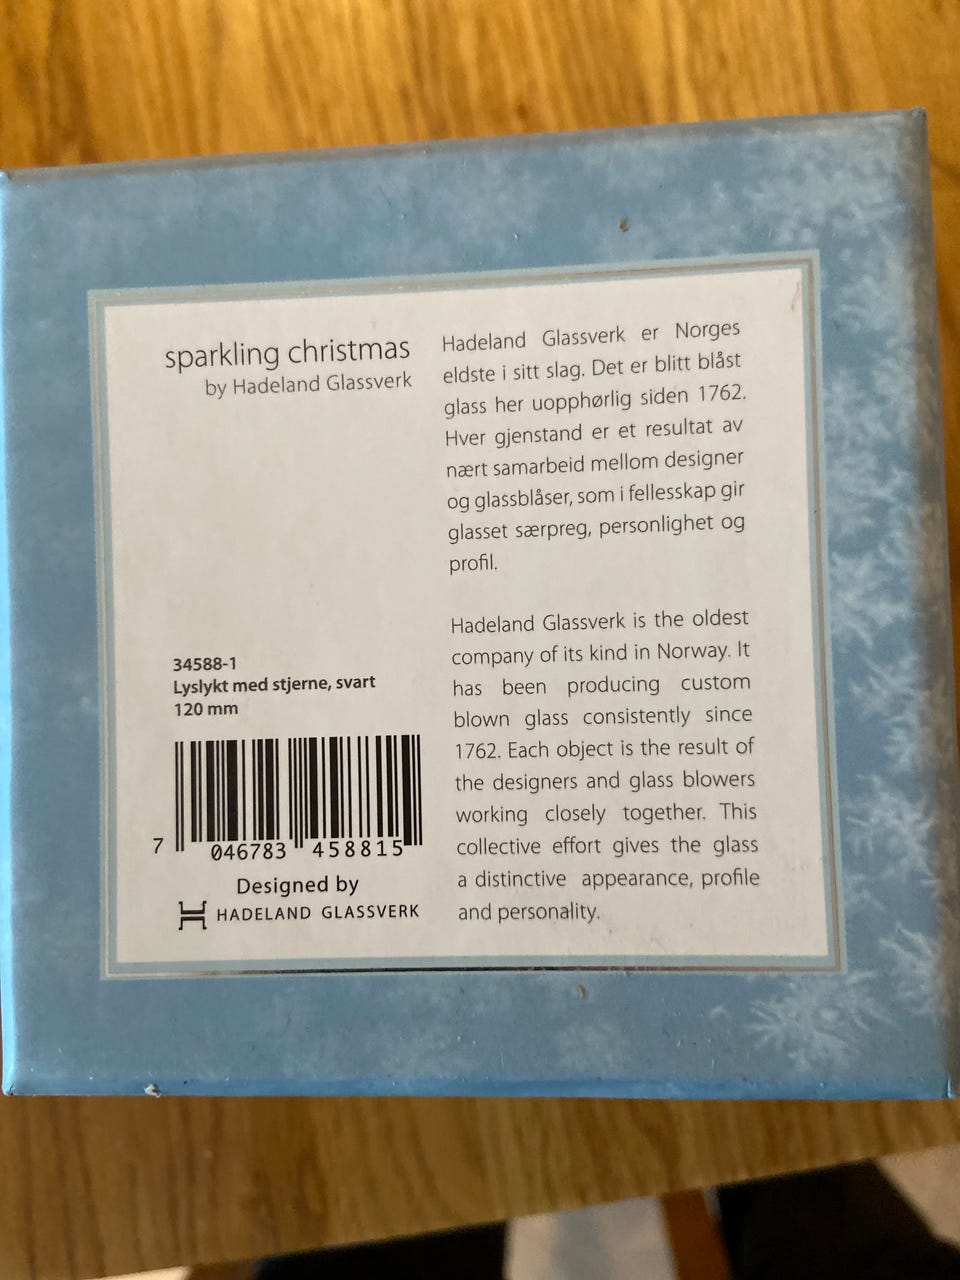 sparkling christmas
by Hadeland Glassverk
34588-1
Lyslykt med stjerne, svart
120 mm
7 046783 458815
Designed by
HADELAND GLASSVERK
Hadeland Glassverk er Norges
eldste i sitt slag. Det er blitt blåst
glass her uopphørlig siden 1762.
Hver gjenstand er et resultat av
nært samarbeid mellom designer
og glassblåser, som i fellesskap gir
glasset særpreg, personlighet og
profil.
Hadeland Glassverk is the oldest
company of its kind in Norway. It
has been producing custom
blown glass consistently since
1762. Each object is the result of
the designers and glass blowers
working closely together. This
collective effort gives the glass
a distinctive appearance, profile
and personality.